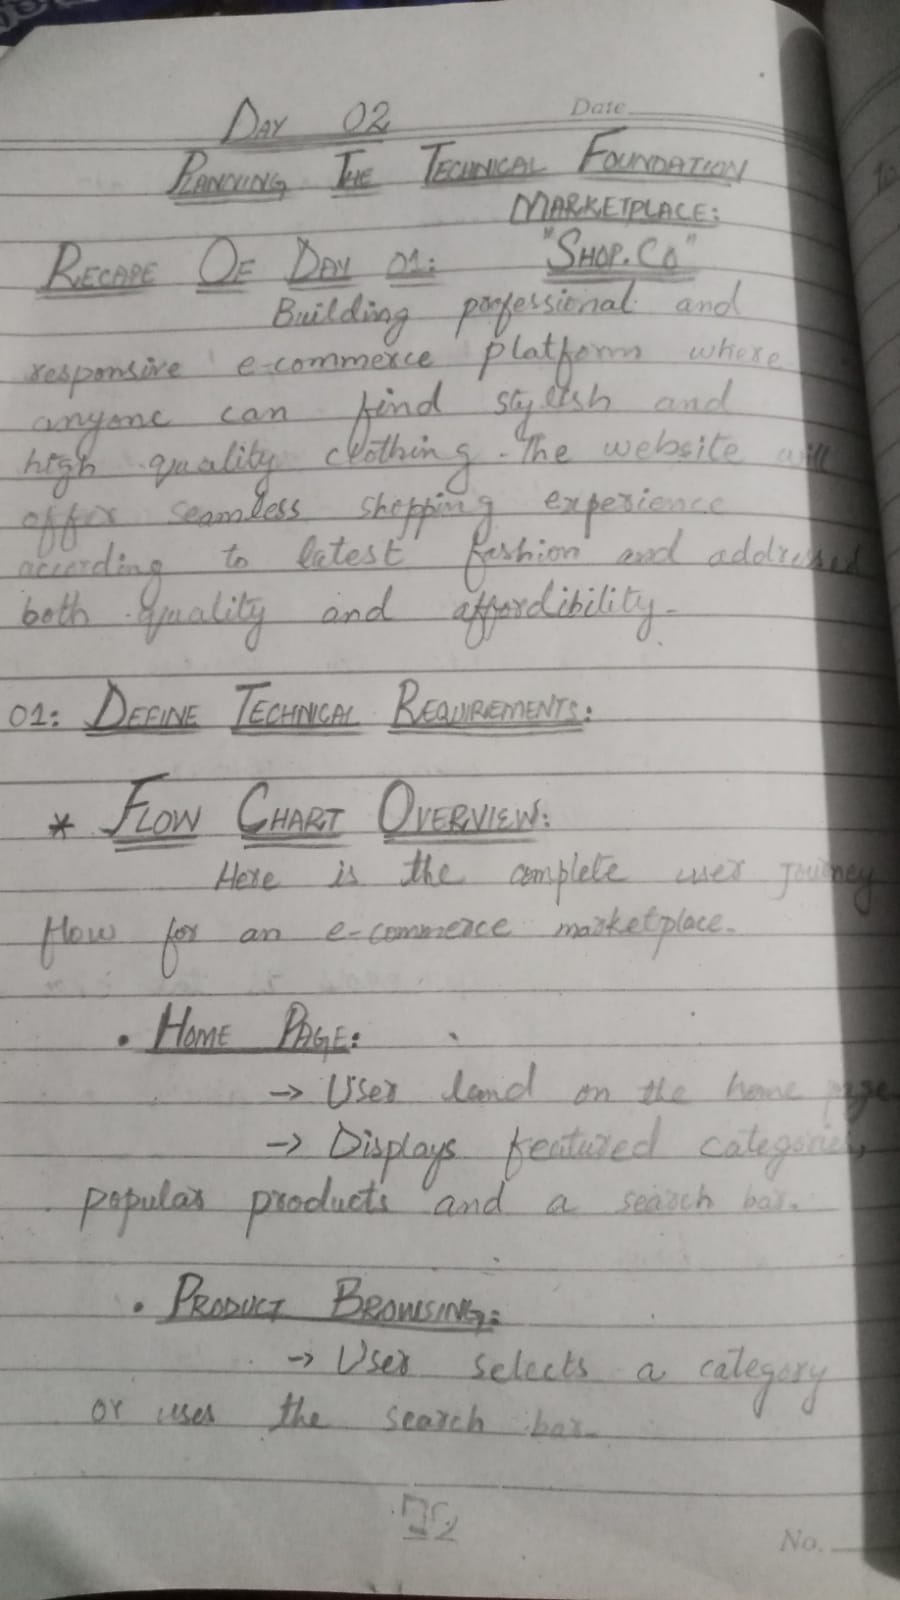 DAY 02
Date
PLANNING THE TECHNICAL FOUNDATION
MARKETPLACE:
RECAPE OF DAY 01: "SHOP.CO"
Building professional and
responsive e-commerce platform where
anyone can find stylish and
high quality clothing. The website will
offer seamless shopping experience
according to latest fashion and addressed
both quality and affordibility.
01: DEFINE TECHNICAL REQUIREMENTS:
* FLOW CHART OVERVIEW:
Here is the complete user journey
flow for an e-commerce marketplace.
• HOME PAGE:
→ User land on the home page
→ Displays featured categories,
popular products and a search bar.
• PRODUCT BROWSING:
→ User selects a category
or uses the search bar.
No.